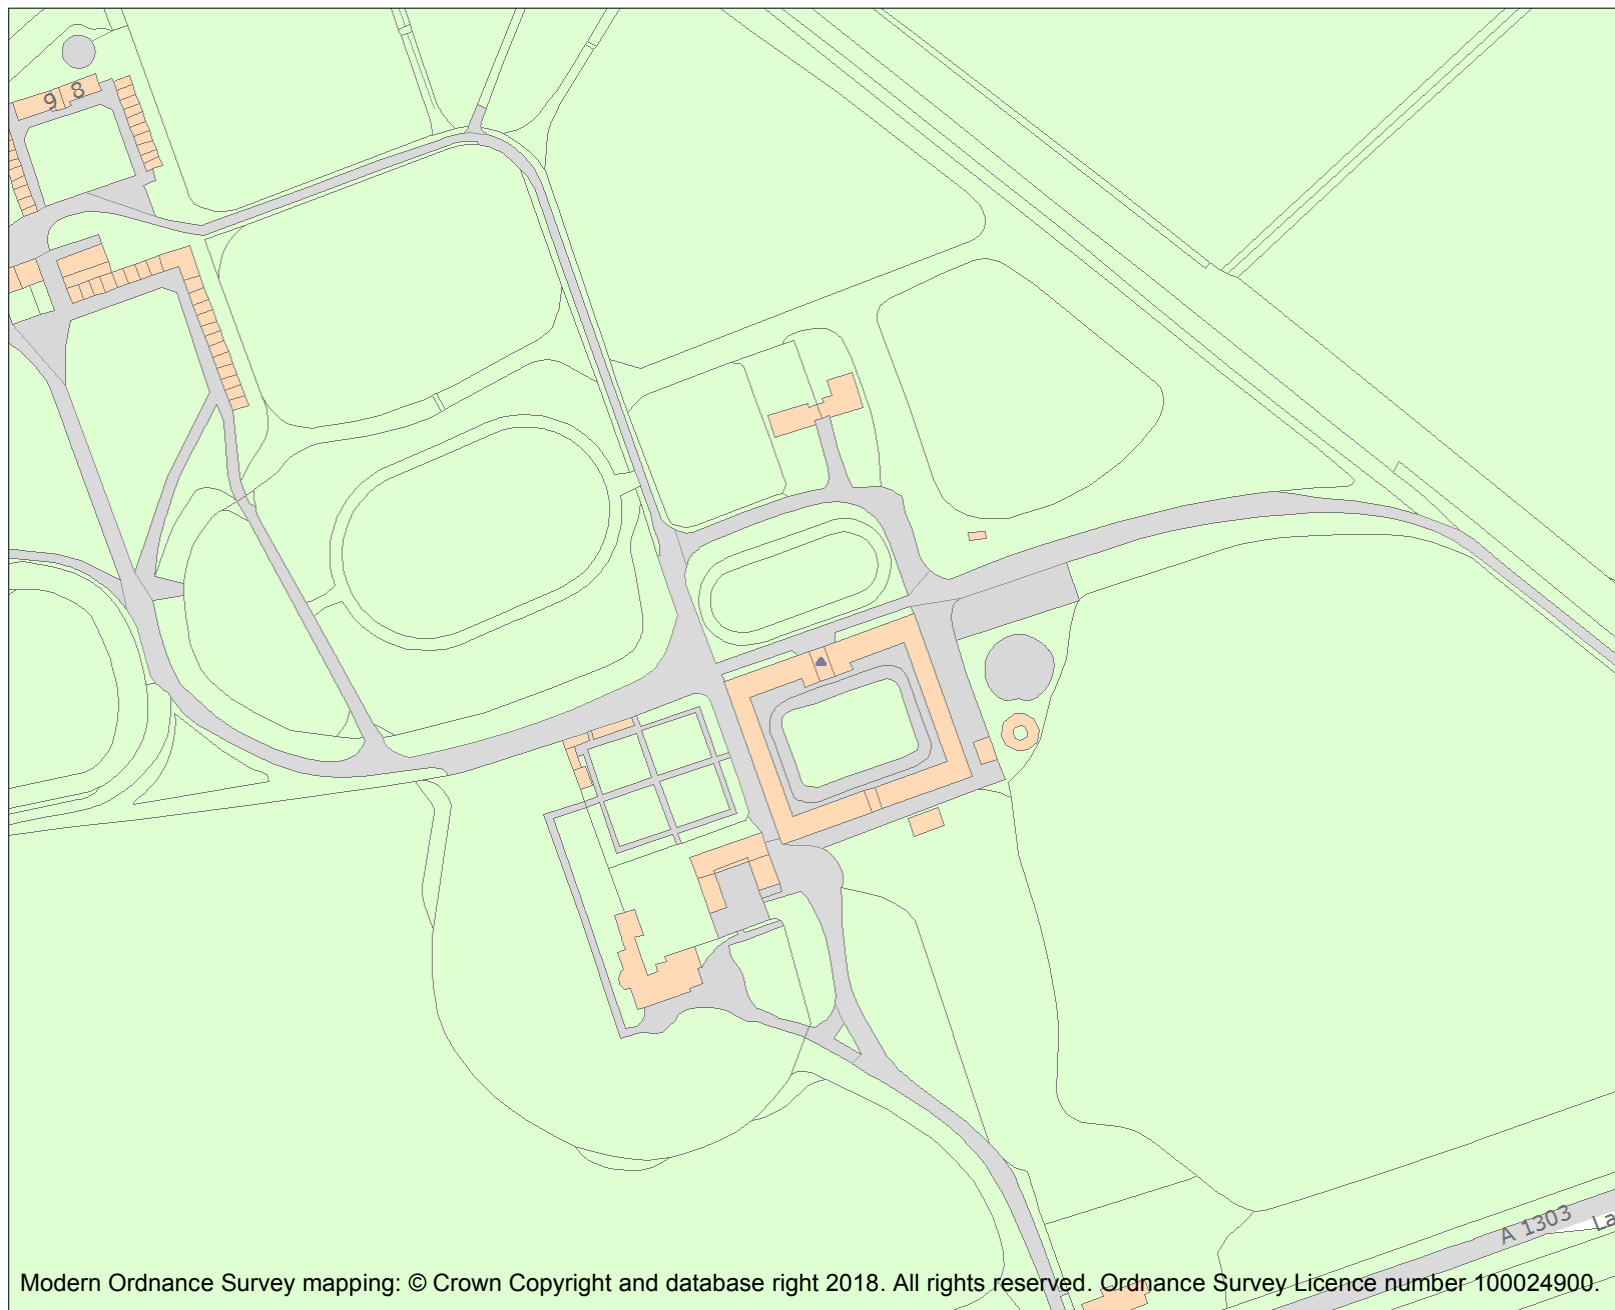 9 8
A 1303
La
Modern Ordnance Survey mapping: © Crown Copyright and database right 2018. All rights reserved. Ordnance Survey Licence number 100024900.